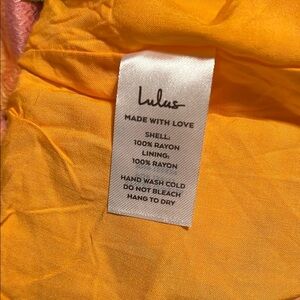 Lulus
MADE WITH LOVE
SHELL:
100% RAYON
LINING:
100% RAYON
HAND WASH COLD
DO NOT BLEACH
HANG TO DRY